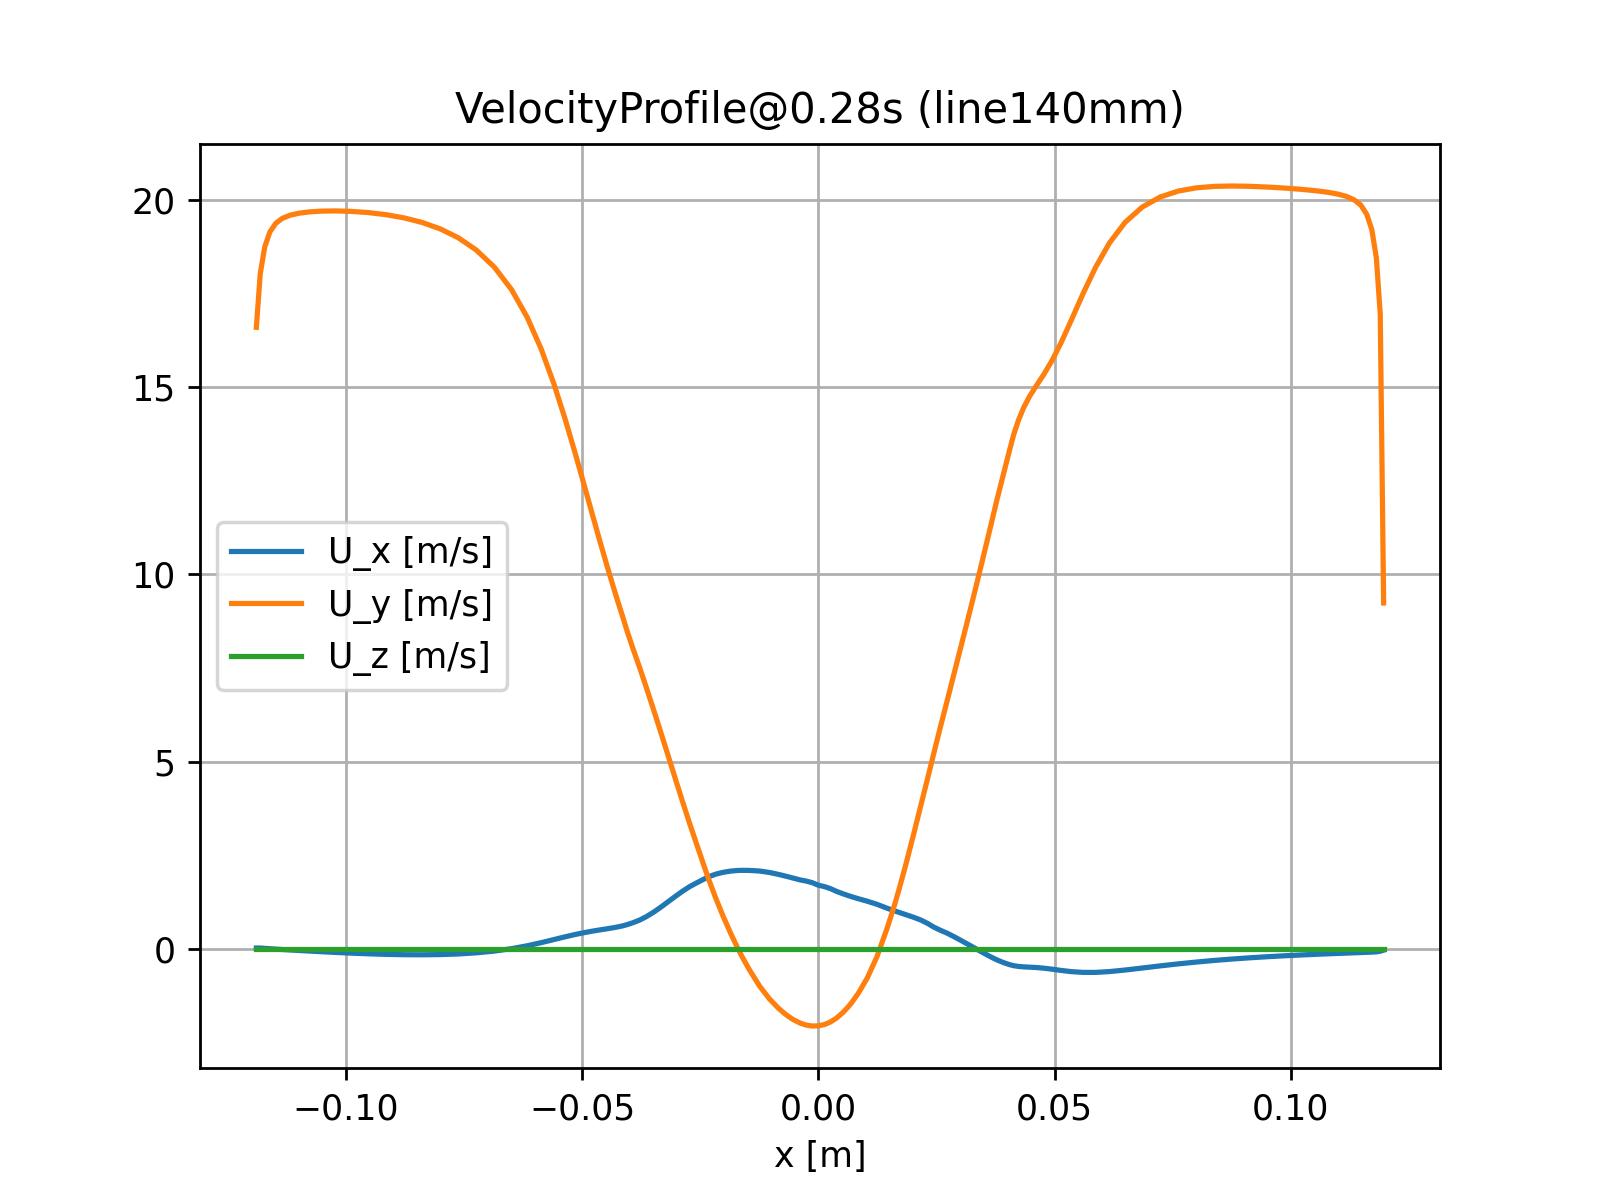 VelocityProfile@0.28s (line140mm)
20
15
10
5
0
U_x [m/s]
U_y [m/s]
U_z [m/s]
−0.10
−0.05
0.00
0.05
0.10
x [m]